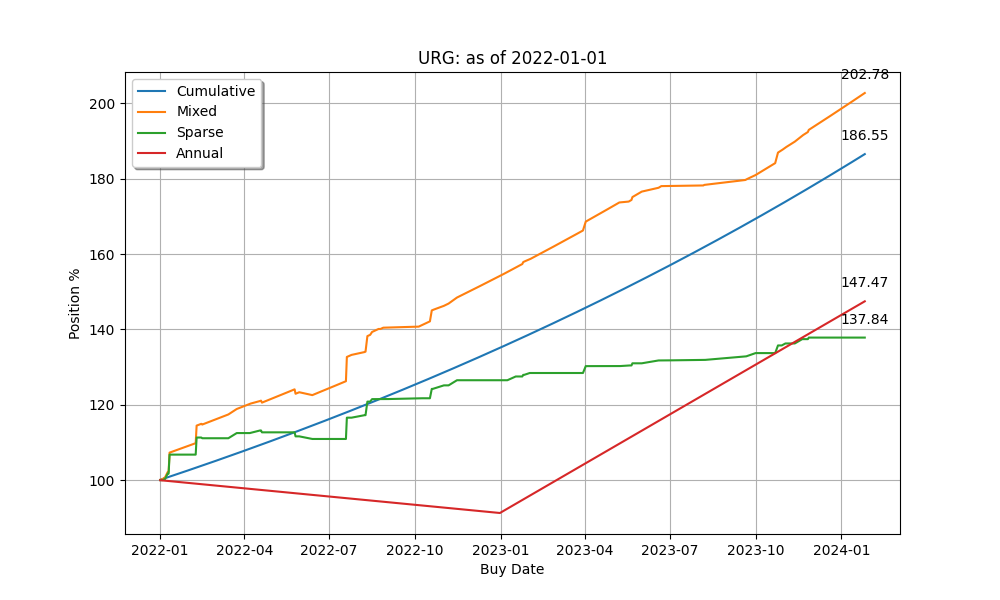 URG: as of 2022-01-01
Cumulative
Mixed
Sparse
Annual
202.78
186.55
147.47
137.84
Position %
200
180
160
140
120
100
2022-01 2022-04 2022-07 2022-10 2023-01 2023-04 2023-07 2023-10 2024-01
Buy Date